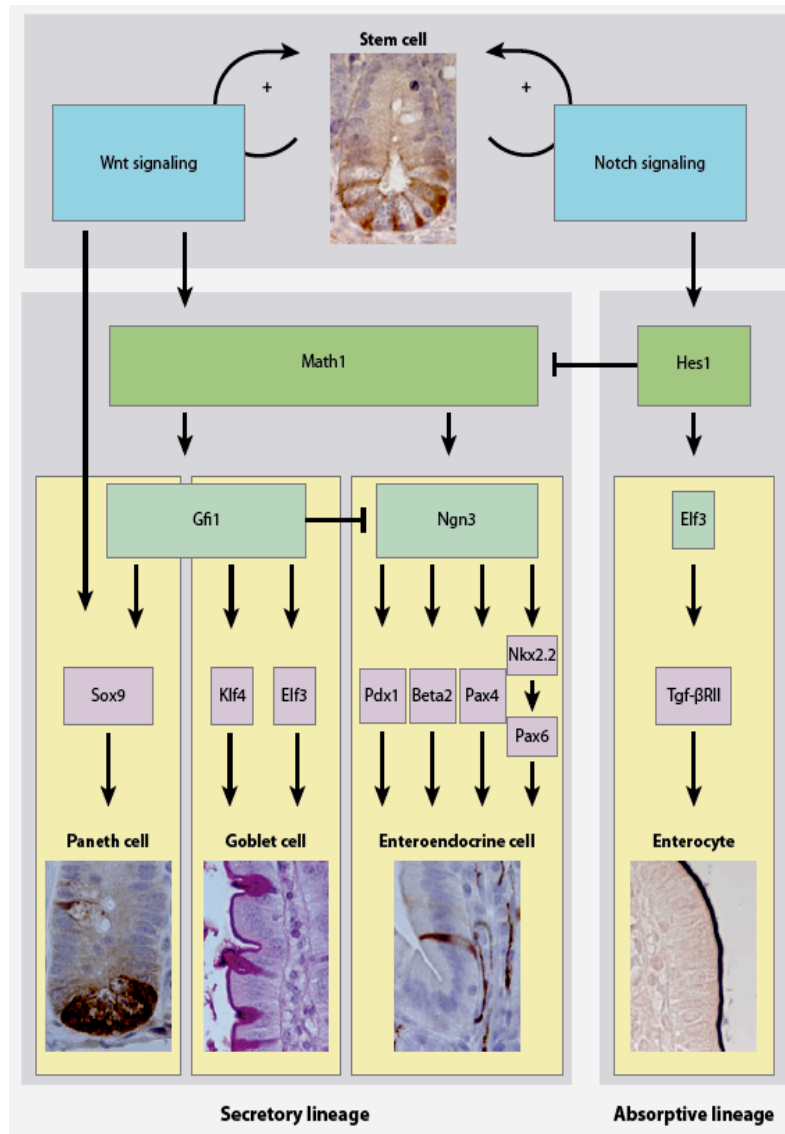 Stem cell
+
+
Wnt signaling
Notch signaling
Math1
Hes1
Gfi1
Ngn3
Elf3
Nkx2.2
Sox9
Klf4
Elf3
Pdx1
Beta2
Pax4
Tgf-βRII
Pax6
Paneth cell
Goblet cell
Enteroendocrine cell
Enterocyte
Secretory lineage
Absorptive lineage